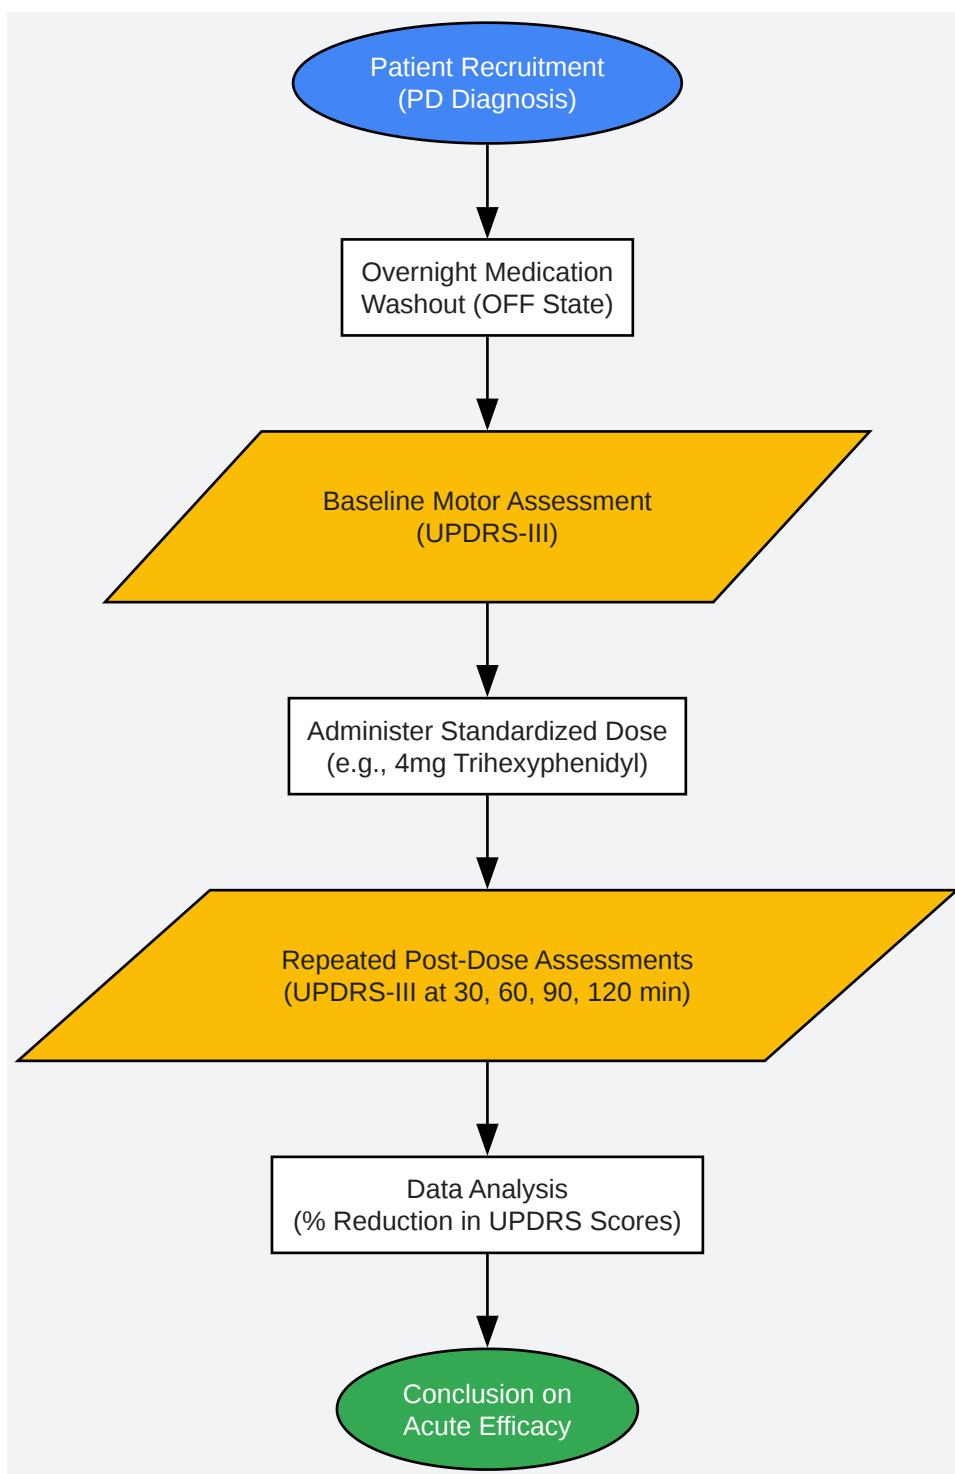 Patient Recruitment
(PD Diagnosis)
Overnight Medication
Washout (OFF State)
Baseline Motor Assessment
(UPDRS-III)
Administer Standardized Dose
(e.g., 4mg Trihexyphenidyl)
Repeated Post-Dose Assessments
(UPDRS-III at 30, 60, 90, 120 min)
Data Analysis
(% Reduction in UPDRS Scores)
Conclusion on
Acute Efficacy